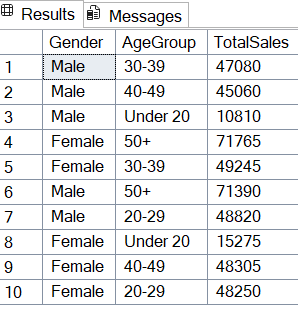 Results Messages
Gender AgeGroup TotalSales
1 Male 30-39 47080
2 Male 40-49 45060
3 Male Under 20 10810
4 Female 50+ 71765
5 Female 30-39 49245
6 Male 50+ 71390
7 Male 20-29 48820
8 Female Under 20 15275
9 Female 40-49 48305
10 Female 20-29 48250